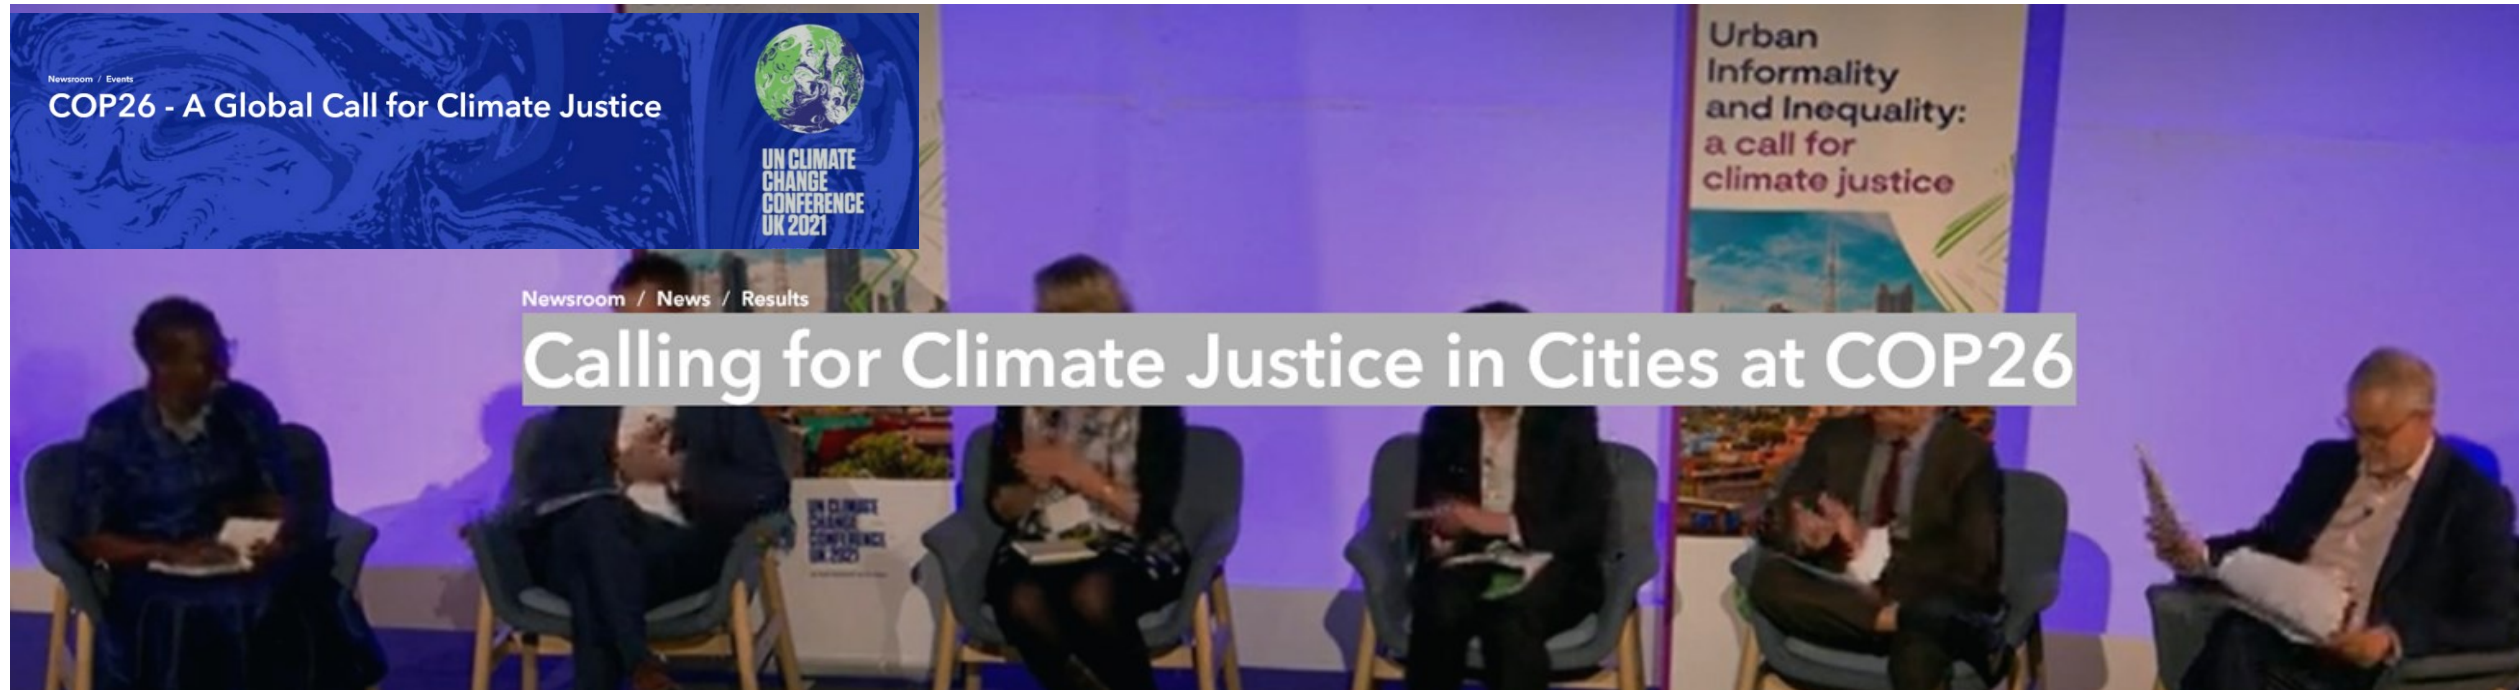 Newsroom / Events
COP26 - A Global Call for Climate Justice
UN CLIMATE
CHANGE
CONFERENCE
UK 2021
Urban
Informality
and Inequality:
a call for
climate justice
Newsroom / News / Results
Calling for Climate Justice in Cities at COP26
UN CLIMATE
CHANGE
CONFERENCE
UK 2021